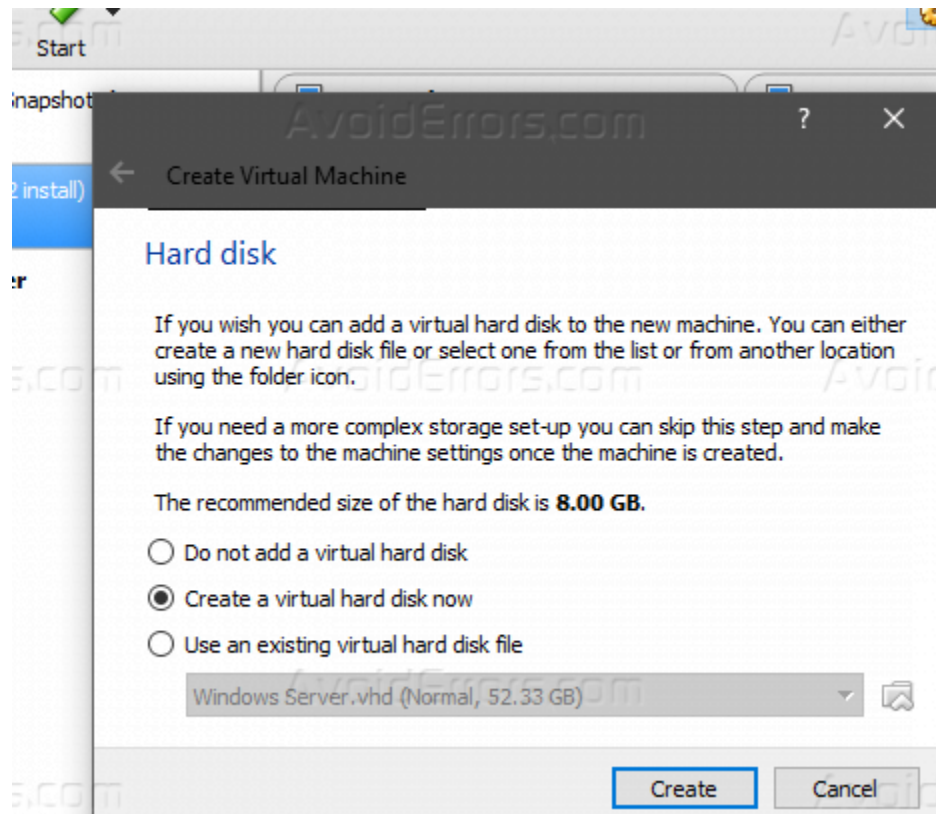 Start
AvoidErrors.com
?
Create Virtual Machine
2 install)
Hard disk
If you wish you can add a virtual hard disk to the new machine. You can either
create a new hard disk file or select one from the list or from another location
using the folder icon.
AvoidErrors.com
If you need a more complex storage set-up you can skip this step and make
the changes to the machine settings once the machine is created.
The recommended size of the hard disk is 8.00 GB.
Do not add a virtual hard disk
Create a virtual hard disk now
Use an existing virtual hard disk file
Windows Server.vhd (Normal, 52.33 GB)
AvoidErrors.com
Create
Cancel